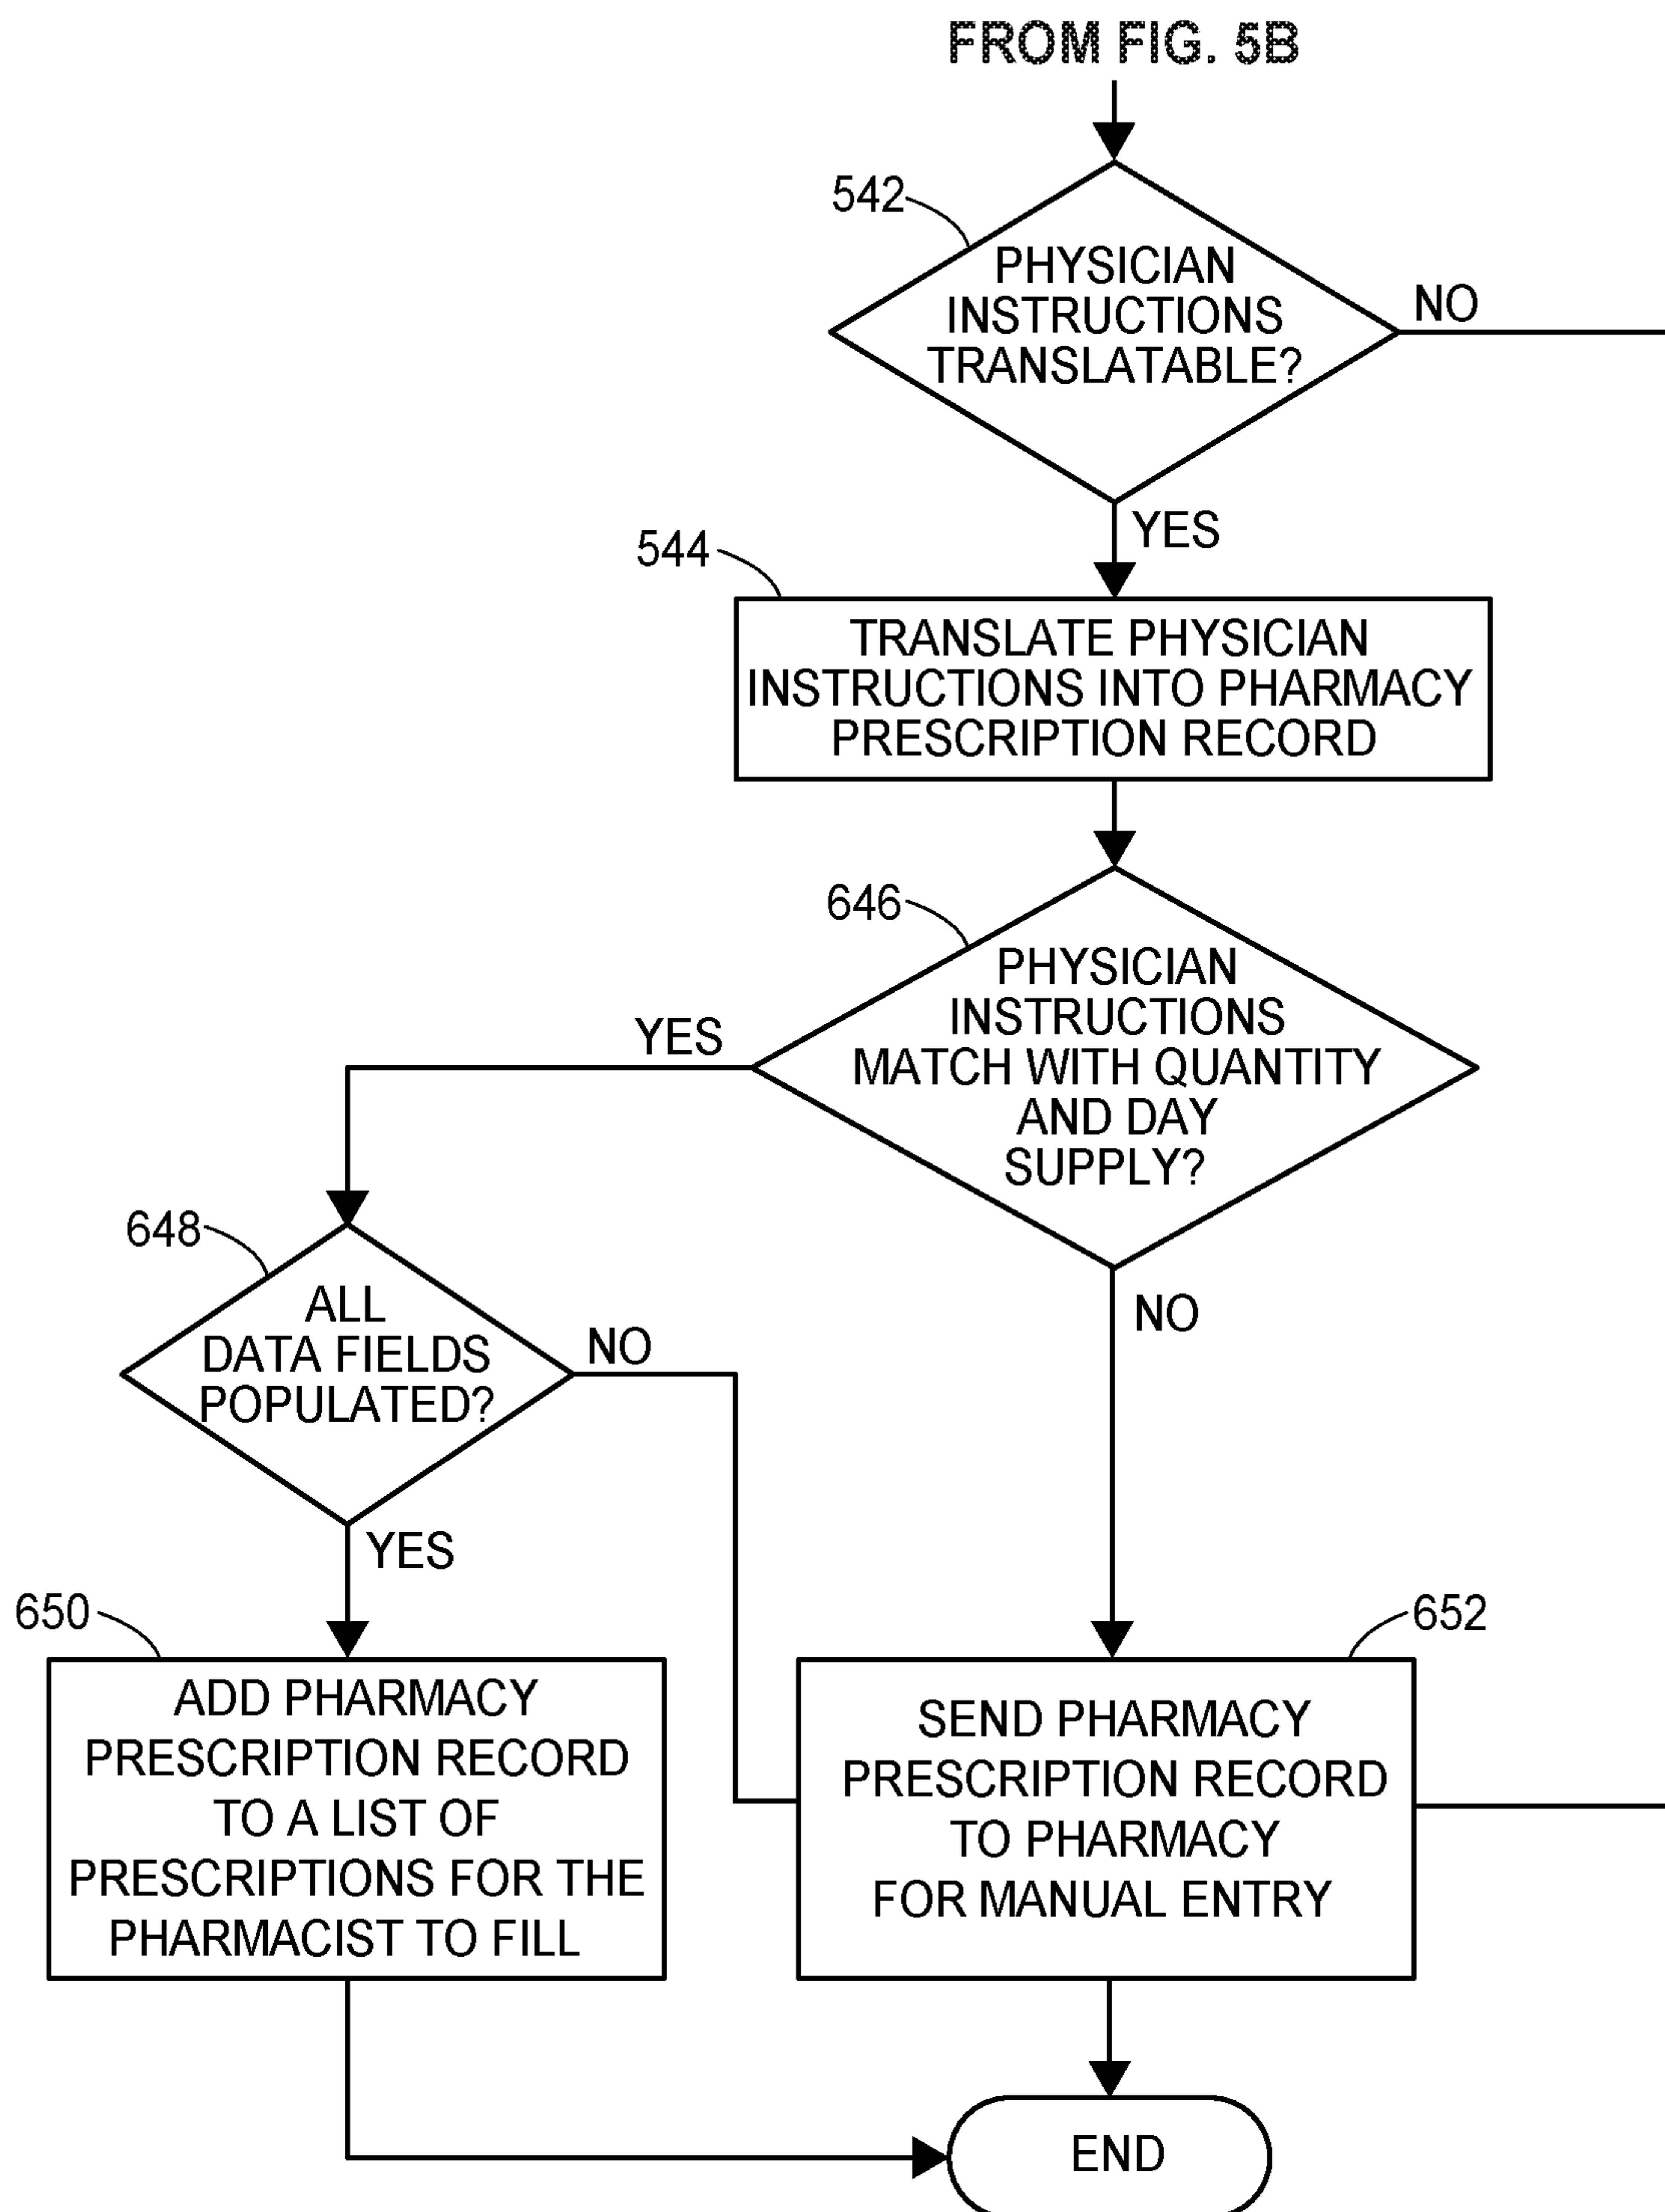 FROM FIG. 5B
542
PHYSICIAN
INSTRUCTIONS
TRANSLATABLE?
NO
YES
544
TRANSLATE PHYSICIAN
INSTRUCTIONS INTO PHARMACY
PRESCRIPTION RECORD
646
PHYSICIAN
INSTRUCTIONS
MATCH WITH QUANTITY
AND DAY
SUPPLY?
YES
NO
648
ALL
DATA FIELDS
POPULATED?
NO
YES
650
ADD PHARMACY
PRESCRIPTION RECORD
TO A LIST OF
PRESCRIPTIONS FOR THE
PHARMACIST TO FILL
652
SEND PHARMACY
PRESCRIPTION RECORD
TO PHARMACY
FOR MANUAL ENTRY
END